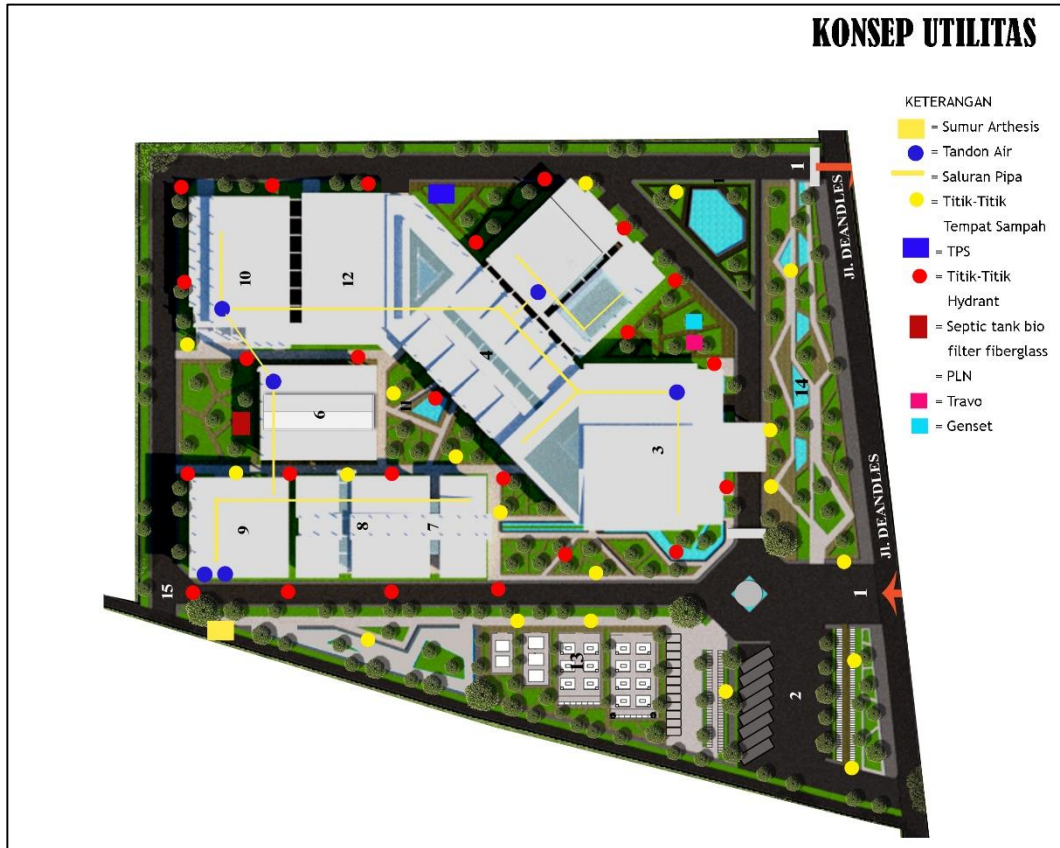 KONSEP UTILITAS
KETERANGAN
= Sumur Arthesis
= Tandon Air
= Saluran Pipa
= Titik-Titik
Tempat Sampah
= TPS
= Titik-Titik
Hydrant
= Septic tank bio
filter fiberglass
= PLN
= Travo
= Genset
1
Jl. DEANDLES
10
12
4
14
6
11
3
Jl. DEANDLES
9
8
7
15
1
13
2